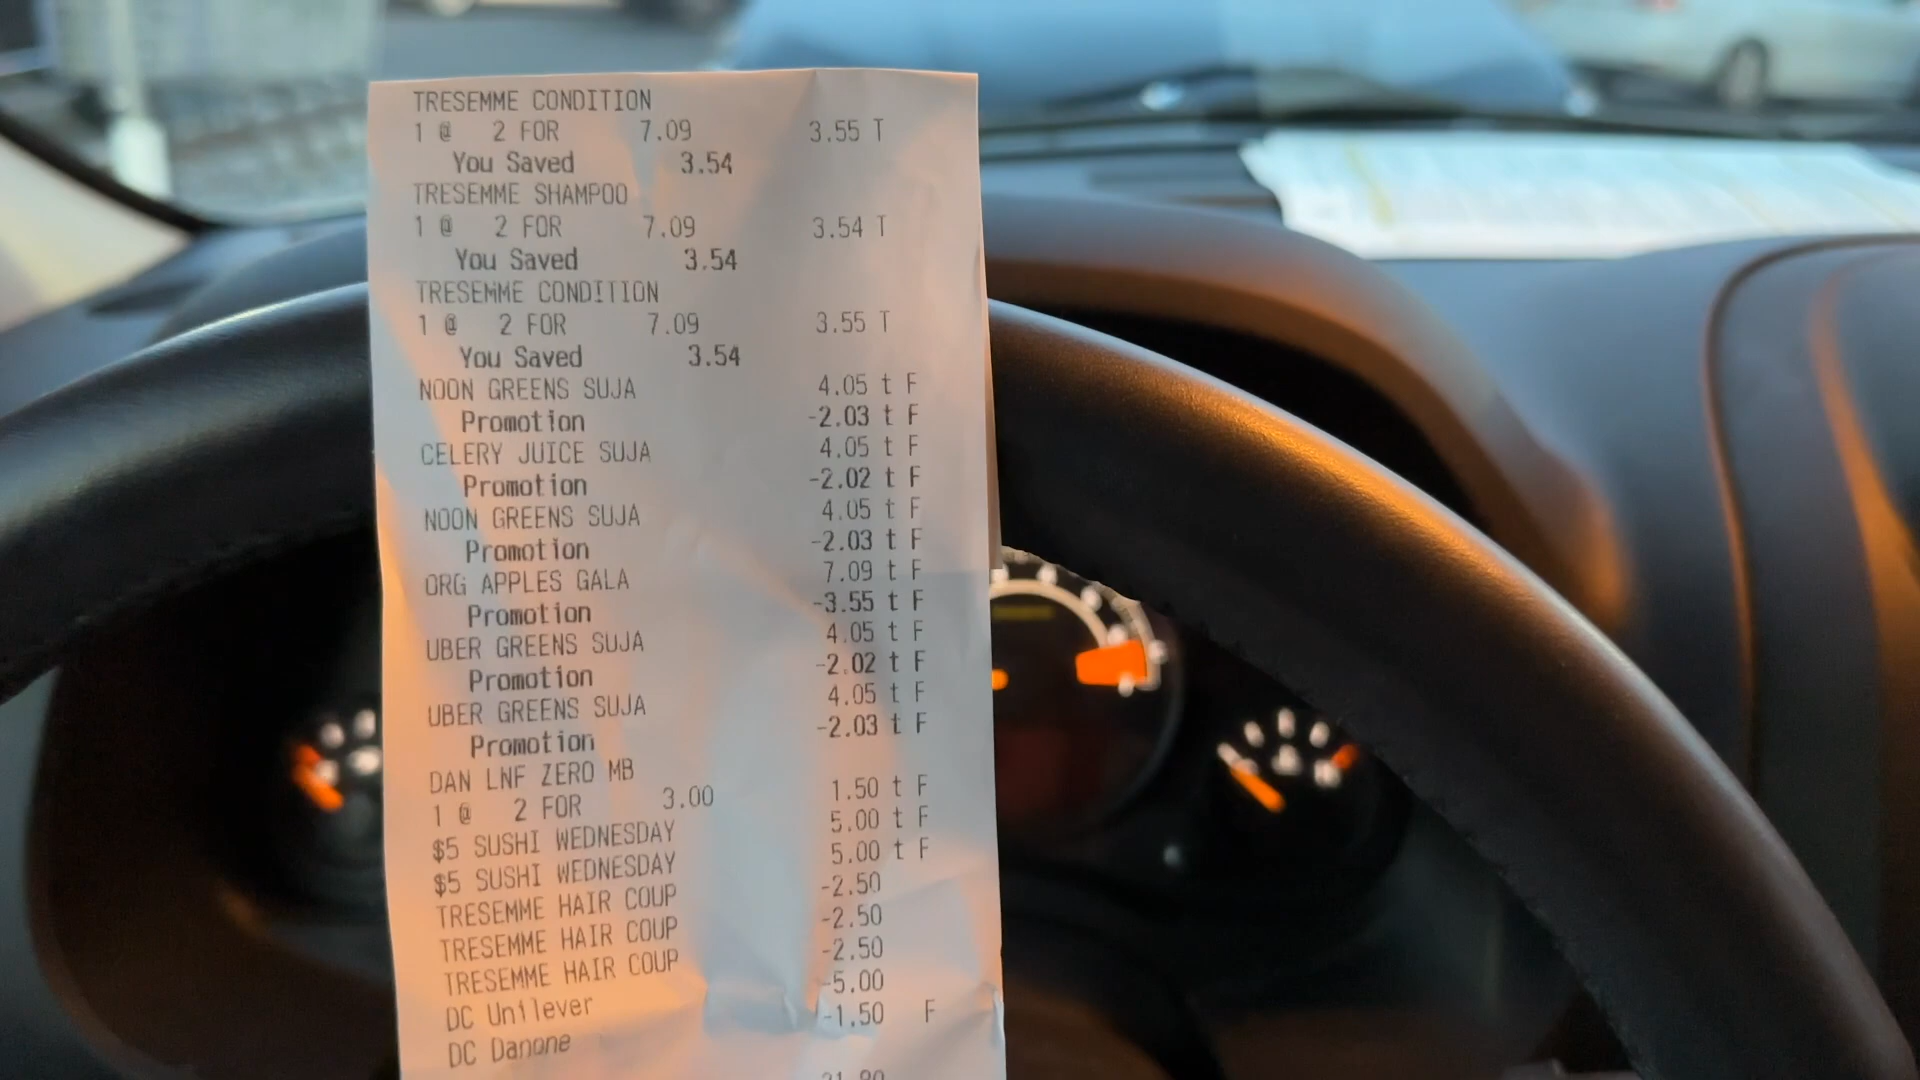 TRESEMME CONDITION
1 @ 2 FOR 7.09 3.55 T
You Saved 3.54
TRESEMME SHAMPOO
1 @ 2 FOR 7.09 3.54 T
You Saved 3.54
TRESEMME CONDITION
1 @ 2 FOR 7.09 3.55 T
You Saved 3.54
NOON GREENS SUJA 4.05 t F
Promotion -2.03 t F
CELERY JUICE SUJA 4.05 t F
Promotion -2.02 t F
NOON GREENS SUJA 4.05 t F
Promotion -2.03 t F
ORG APPLES GALA 7.09 t F
Promotion -3.55 t F
UBER GREENS SUJA 4.05 t F
Promotion -2.02 t F
UBER GREENS SUJA 4.05 t F
Promotion -2.03 t F
DAN LNF ZERO MB
1 @ 2 FOR 3.00 1.50 t F
$5 SUSHI WEDNESDAY 5.00 t F
$5 SUSHI WEDNESDAY 5.00 t F
TRESEMME HAIR COUP -2.50
TRESEMME HAIR COUP -2.50
TRESEMME HAIR COUP -2.50
DC Unilever -5.00
DC Danone -1.50 F